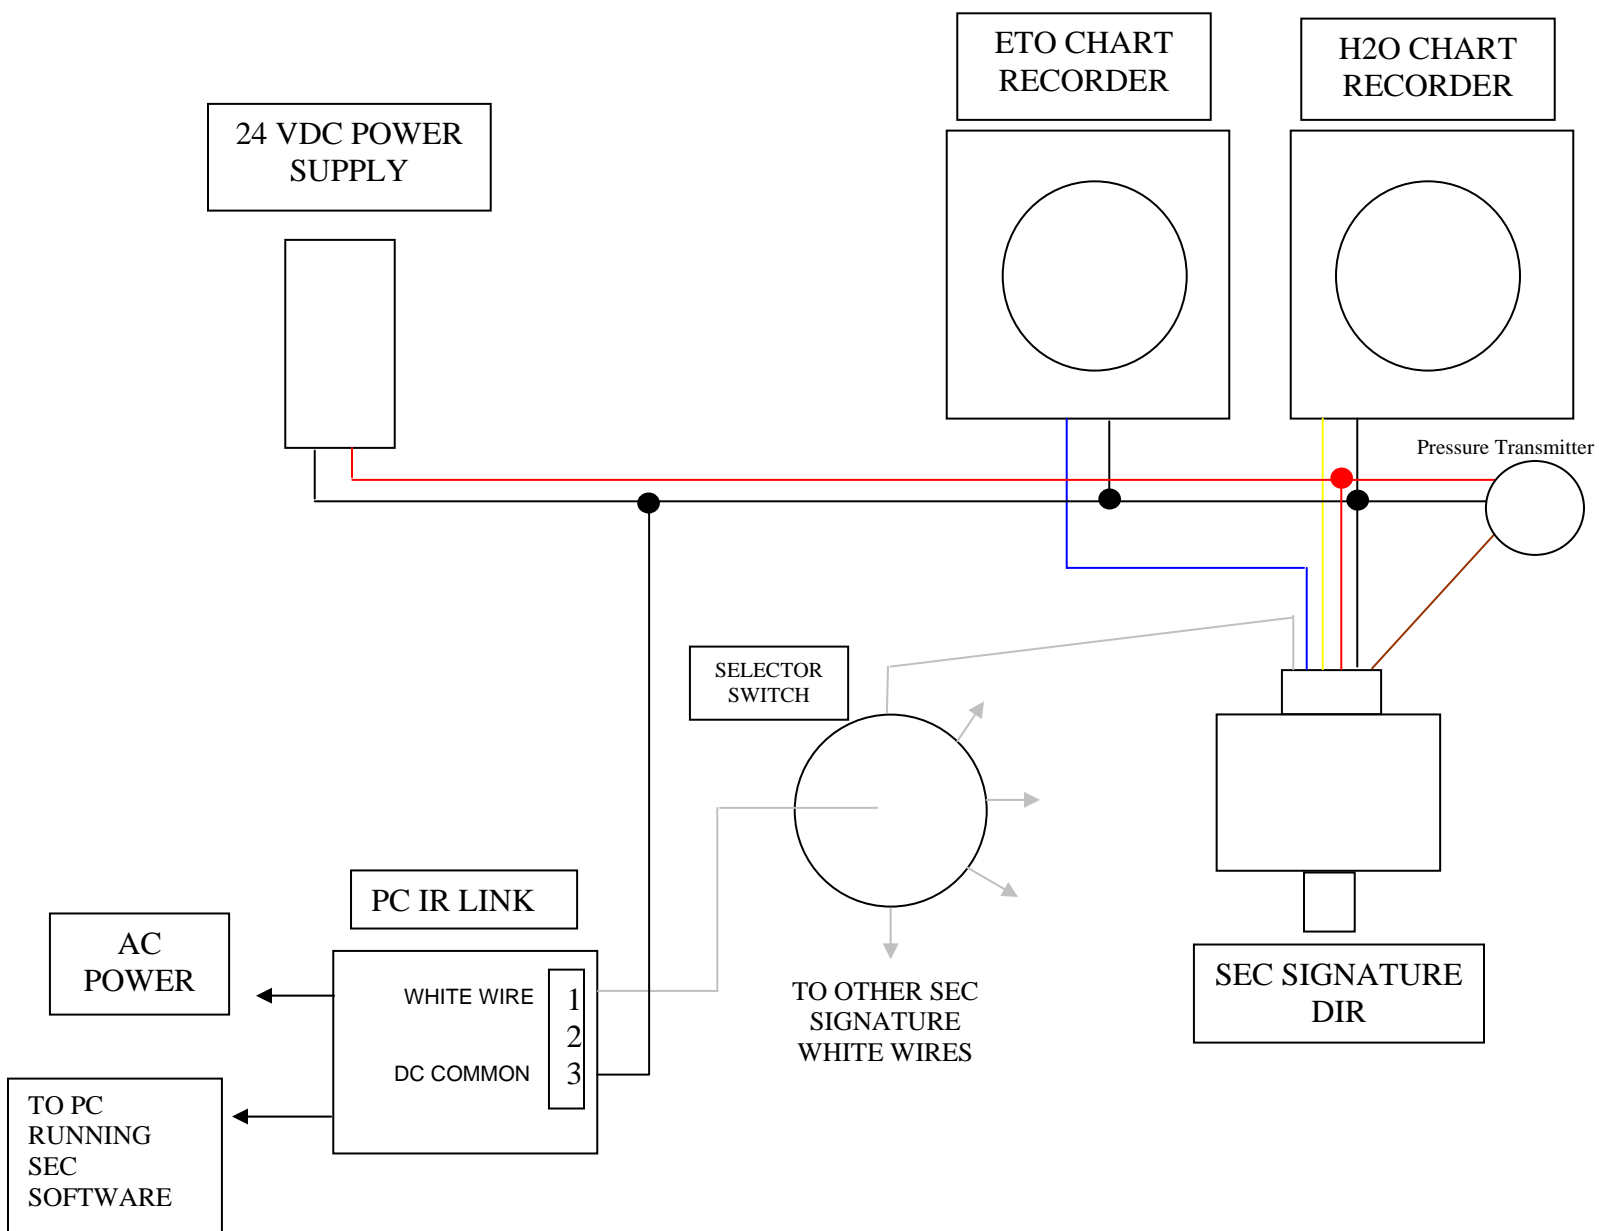 ETO CHART
RECORDER
H2O CHART
RECORDER
24 VDC POWER
SUPPLY
Pressure Transmitter
SELECTOR
SWITCH
PC IR LINK
AC
POWER
WHITE WIRE
1
2
DC COMMON
3
TO OTHER SEC
SIGNATURE
WHITE WIRES
SEC SIGNATURE
DIR
TO PC
RUNNING
SEC
SOFTWARE